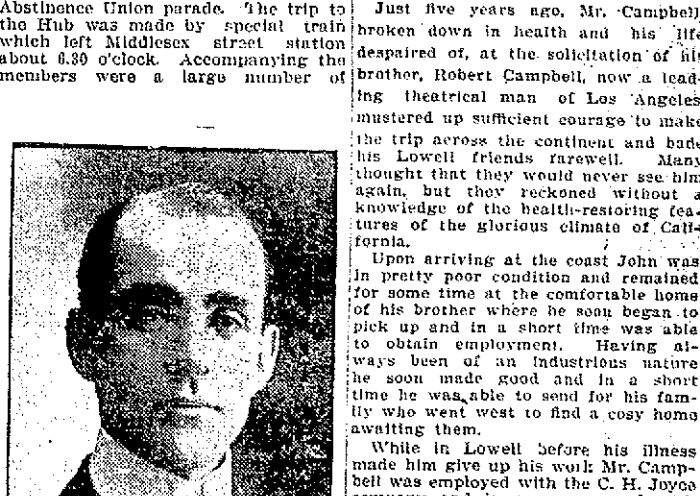 Abstinence Union parade. The trip to
the Hub was made by special train
which left Middlesex street station
about 6.30 o'clock. Accompanying the
members were a large number of
Just five years ago, Mr. Campbell,
broken down in health and his life
despaired of, at the solicitation of his
brother, Robert Campbell, now a lead-
ing theatrical man of Los Angeles
mustered up sufficient courage to make
the trip across the continent and bade
his Lowell friends farewell. Many
thought that they would never see him
again, but they reckoned without a
knowledge of the health-restoring fea-
tures of the glorious climate of Cali-
fornia.
Upon arriving at the coast John was
in pretty poor condition and remained
for some time at the comfortable home
of his brother where he soon began to
pick up and in a short time was able
to obtain employment. Having al-
ways been of an industrious nature
he soon made good and in a short
time he was able to send for his fam-
ily who went west to find a cosy home
awaiting them.
While in Lowell before his illness
made him give up his work Mr. Camp-
bell was employed with the C. H. Joyce